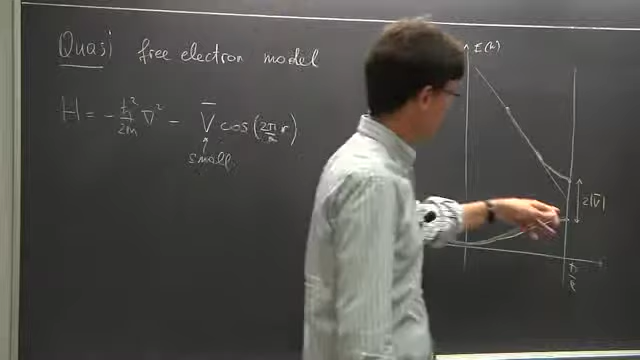 Quasi free electron model
H = - ħ²/2m ∇² - V̄ cos(2π/a r)
small
E(k)
2|V̄|
π/a